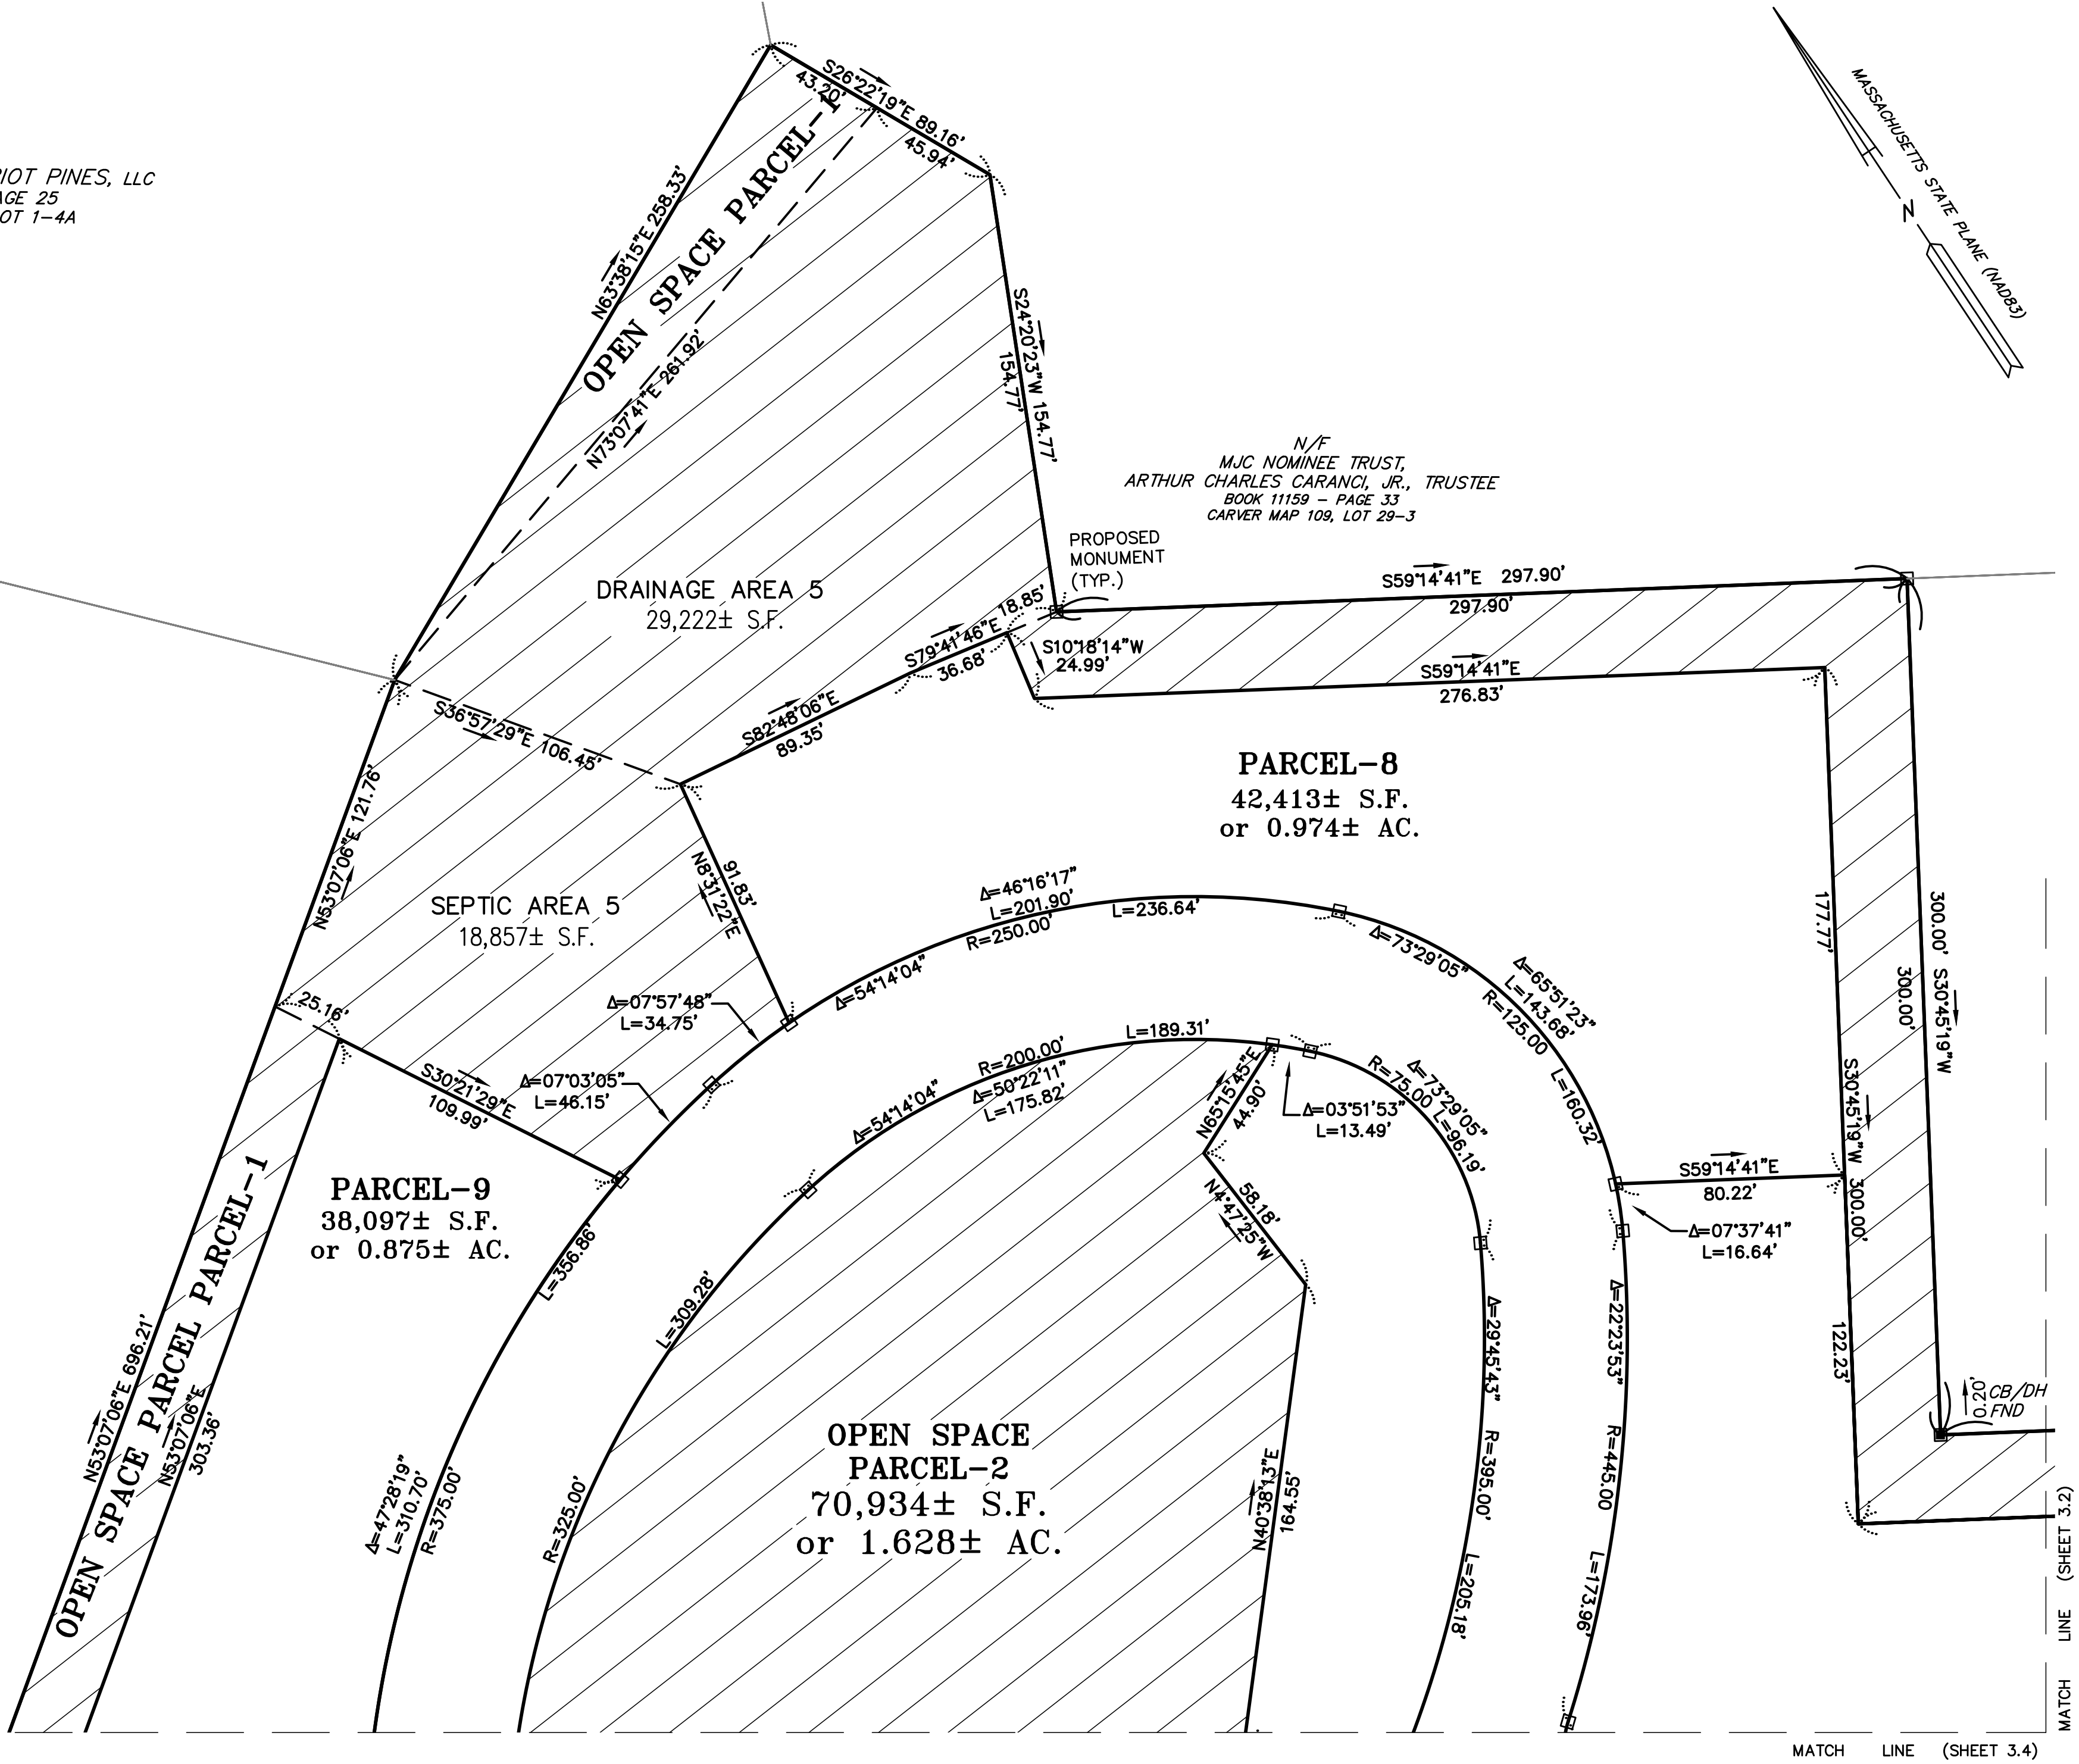 IOT PINES, LLC
AGE 25
OT 1-4A
S26°22'19"E 89.16'
43.20'
45.94'
N63°38'15"E 258.33'
OPEN SPACE PARCEL-1
N73°07'41"E 261.92'
S24°20'23"W 154.77'
154.77'
MASSACHUSETTS STATE PLANE (NAD83)
N
N/F
MJC NOMINEE TRUST,
ARTHUR CHARLES CARANCI, JR., TRUSTEE
BOOK 11159 - PAGE 33
CARVER MAP 109, LOT 29-3
PROPOSED
MONUMENT
(TYP.)
S59°14'41"E 297.90'
297.90'
DRAINAGE AREA 5
29,222± S.F.
18.85'
S79°41'46"E
36.68'
S10°18'14"W
24.99'
S59°14'41"E
276.83'
S82°48'06"E
89.35'
S36°57'29"E 106.45'
N53°07'06"E 121.76'
PARCEL-8
42,413± S.F.
or 0.974± AC.
SEPTIC AREA 5
18,857± S.F.
91.83'
N8°31'22"E
Δ=46°16'17"
L=201.90'
R=250.00'
L=236.64'
Δ=54°14'04"
Δ=73°29'05"
Δ=65°51'23"
L=143.68'
R=125.00
L=160.32'
177.77'
S30°45'19"W 300.00'
122.23'
300.00' S30°45'19"W
300.00'
25.16'
Δ=07°57'48"
L=34.75'
Δ=07°03'05"
L=46.15'
S30°21'29"E
109.99'
L=189.31'
R=200.00'
Δ=50°22'11"
L=175.82'
Δ=54°14'04"
N65°15'45"E
44.90'
Δ=03°51'53"
L=13.49'
Δ=73°29'05"
R=75.00 L=96.19'
58.18'
N4°47'25"W
S59°14'41"E
80.22'
Δ=07°37'41"
L=16.64'
PARCEL-9
38,097± S.F.
or 0.875± AC.
L=356.86'
L=309.28'
N53°07'06"E 696.21'
OPEN SPACE PARCEL PARCEL-1
N53°07'06"E
303.36'
Δ=47°28'19"
L=310.70'
R=375.00'
R=325.00'
OPEN SPACE
PARCEL-2
70,934± S.F.
or 1.628± AC.
N40°38'13"E
164.55'
Δ=29°45'43" R=395.00' L=205.18'
Δ=22°23'53" R=445.00 L=173.96'
0.20'
CB/DH
FND
MATCH LINE (SHEET 3.2)
MATCH LINE (SHEET 3.4)